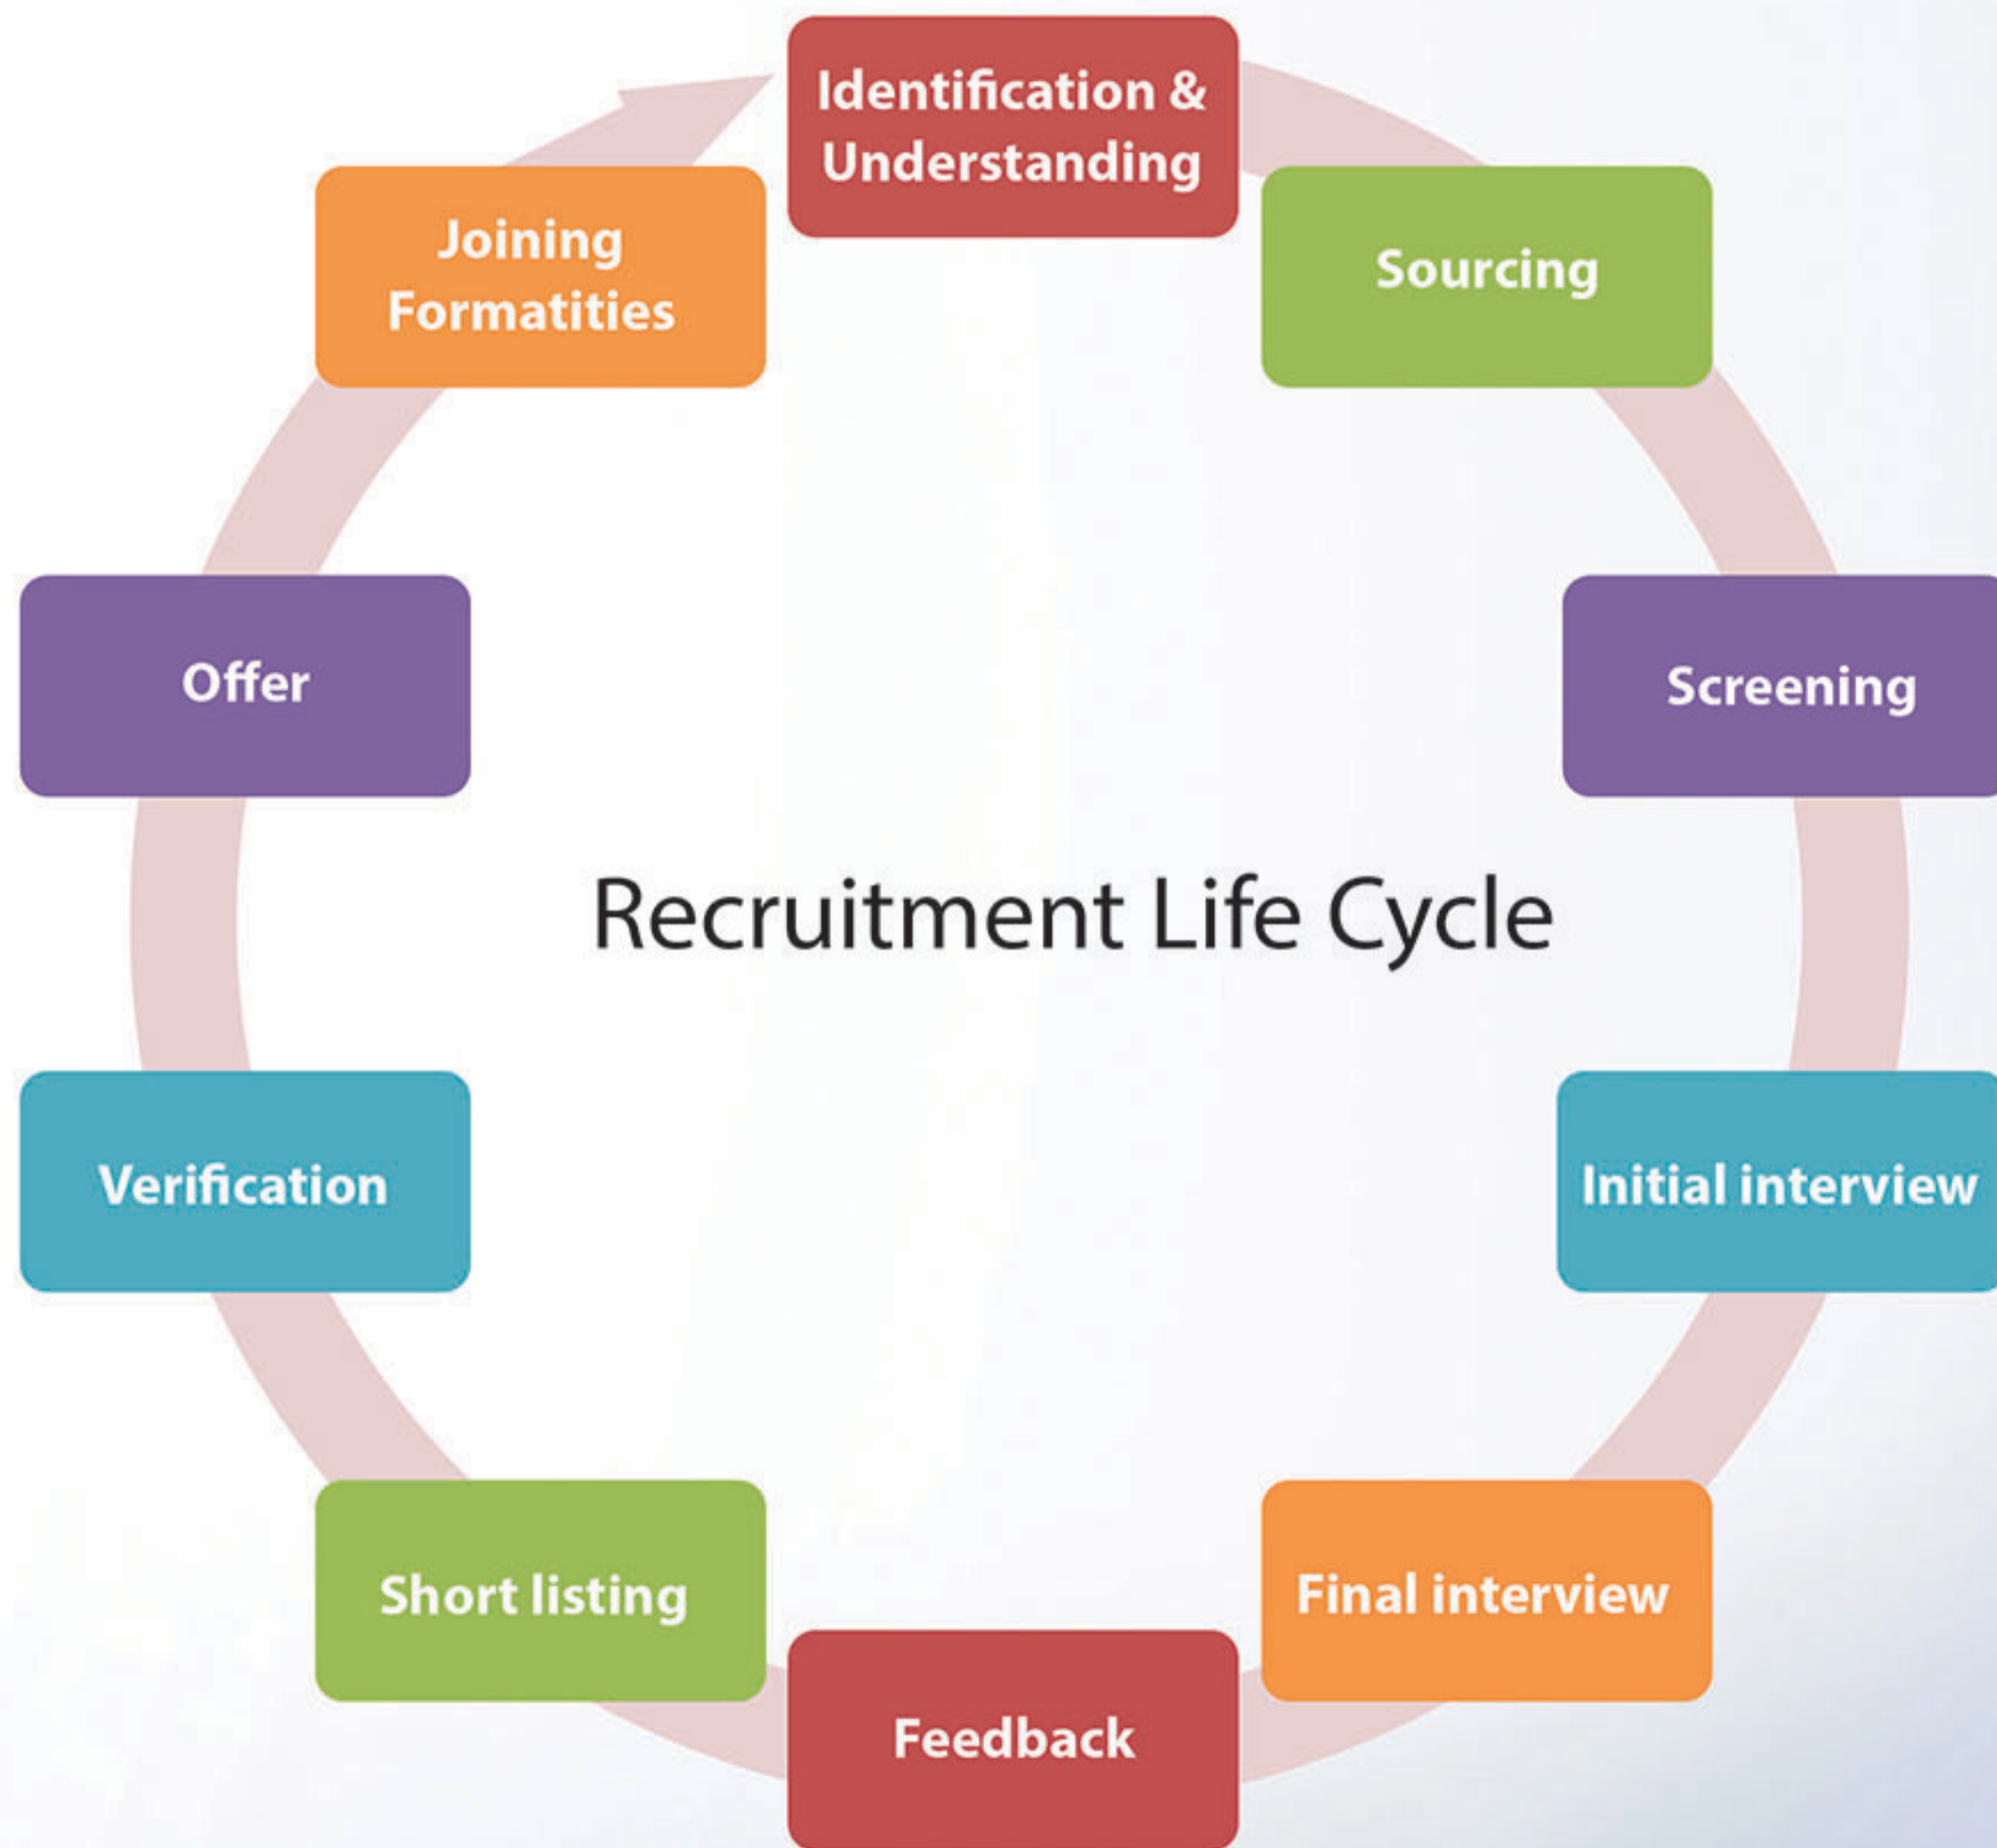 Identification &
Understanding
Sourcing
Screening
Initial interview
Final interview
Feedback
Short listing
Verification
Offer
Joining
Formatities
Recruitment Life Cycle